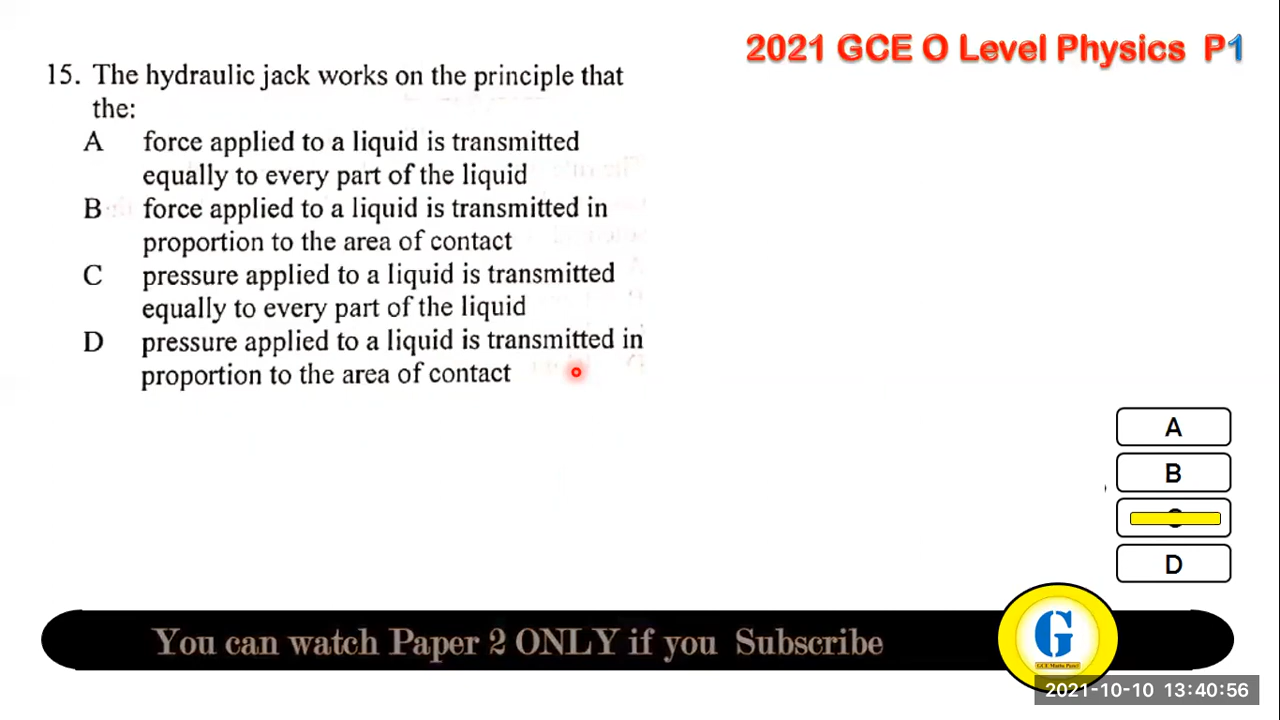 2021 GCE O Level Physics P1
15. The hydraulic jack works on the principle that
the:
A force applied to a liquid is transmitted
equally to every part of the liquid
B force applied to a liquid is transmitted in
proportion to the area of contact
C pressure applied to a liquid is transmitted
equally to every part of the liquid
D pressure applied to a liquid is transmitted in
proportion to the area of contact
A
B
D
You can watch Paper 2 ONLY if you Subscribe
G
GCE Maths Pam1
2021-10-10 13:40:56